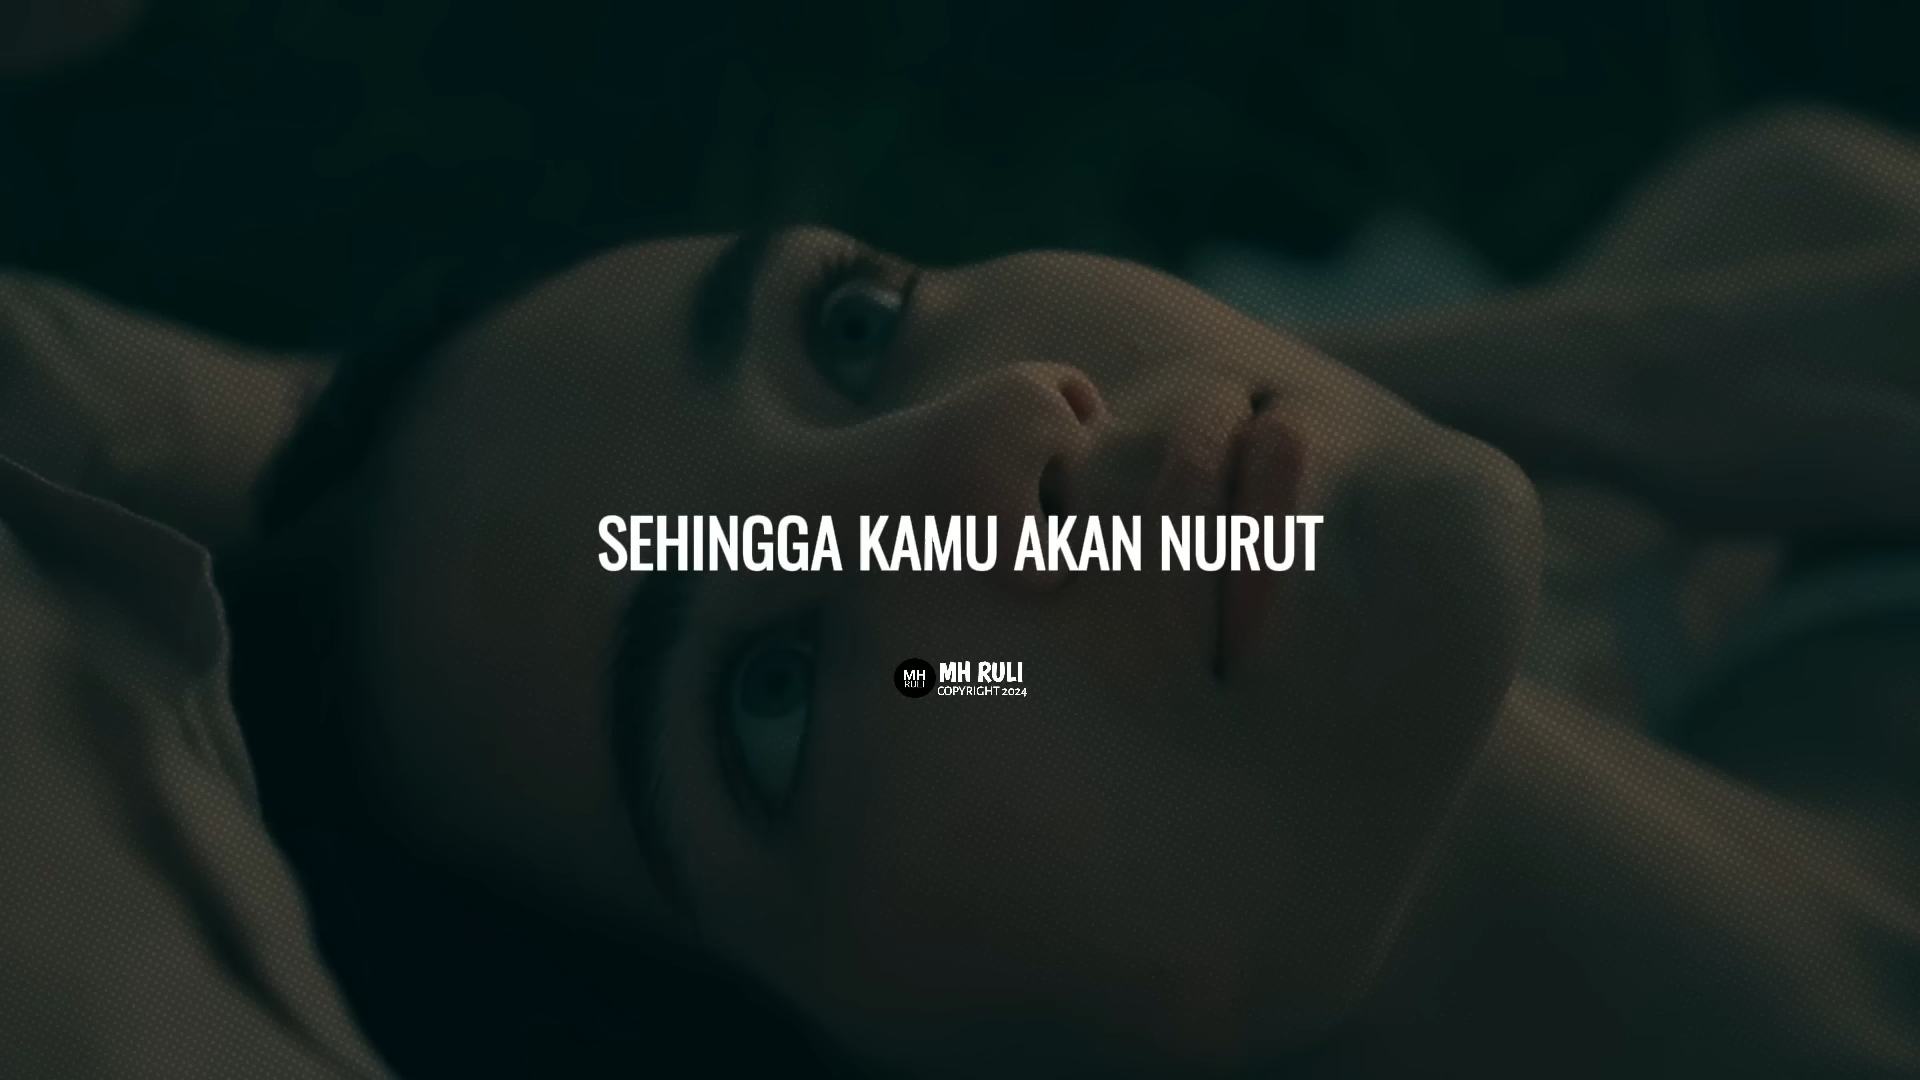 SEHINGGA KAMU AKAN NURUT
MH
RULI
MH RULI
COPYRIGHT 2024